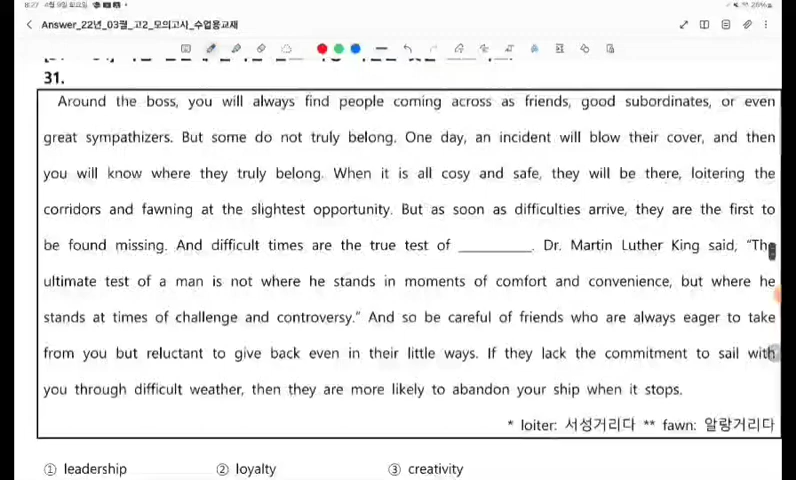 Answer_22년_03월_고2_모의고사_수업용교재
31.
Around the boss, you will always find people coming across as friends, good subordinates, or even
great sympathizers. But some do not truly belong. One day, an incident will blow their cover, and then
you will know where they truly belong. When it is all cosy and safe, they will be there, loitering the
corridors and fawning at the slightest opportunity. But as soon as difficulties arrive, they are the first to
be found missing. And difficult times are the true test of ________. Dr. Martin Luther King said, "The
ultimate test of a man is not where he stands in moments of comfort and convenience, but where he
stands at times of challenge and controversy." And so be careful of friends who are always eager to take
from you but reluctant to give back even in their little ways. If they lack the commitment to sail with
you through difficult weather, then they are more likely to abandon your ship when it stops.
* loiter: 서성거리다 ** fawn: 알랑거리다
① leadership ② loyalty ③ creativity